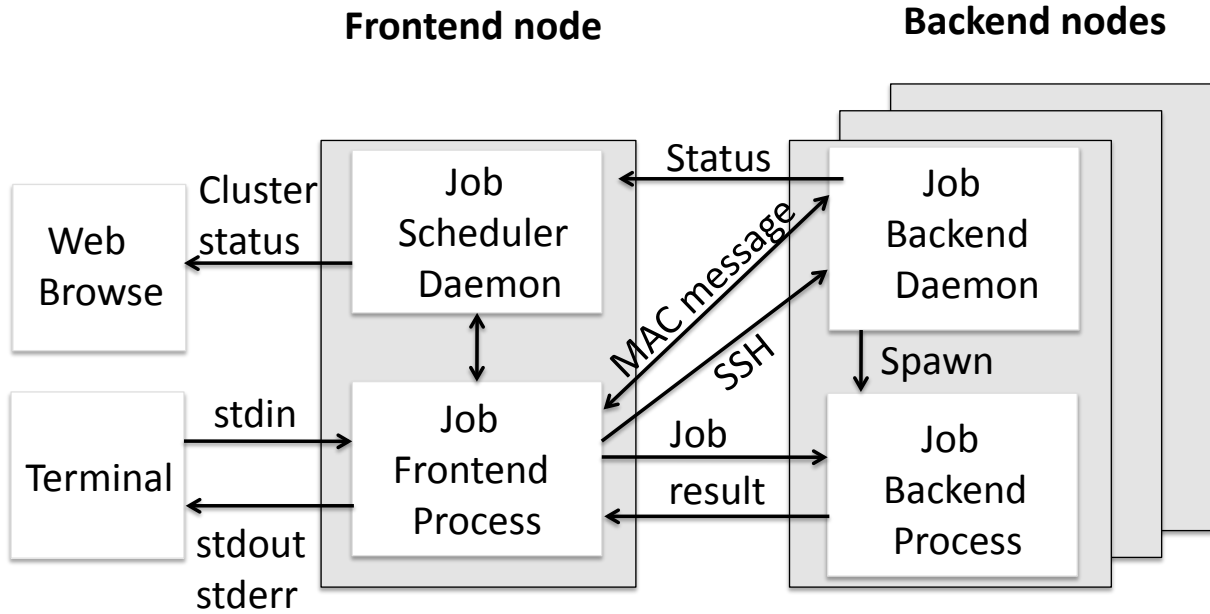 Frontend node
Backend nodes
Cluster
status
Web
Browse
Job
Scheduler
Daemon
Status
Job
Backend
Daemon
MAC message
SSH
Spawn
Terminal
stdin
stdout
stderr
Job
Frontend
Process
Job
result
Job
Backend
Process